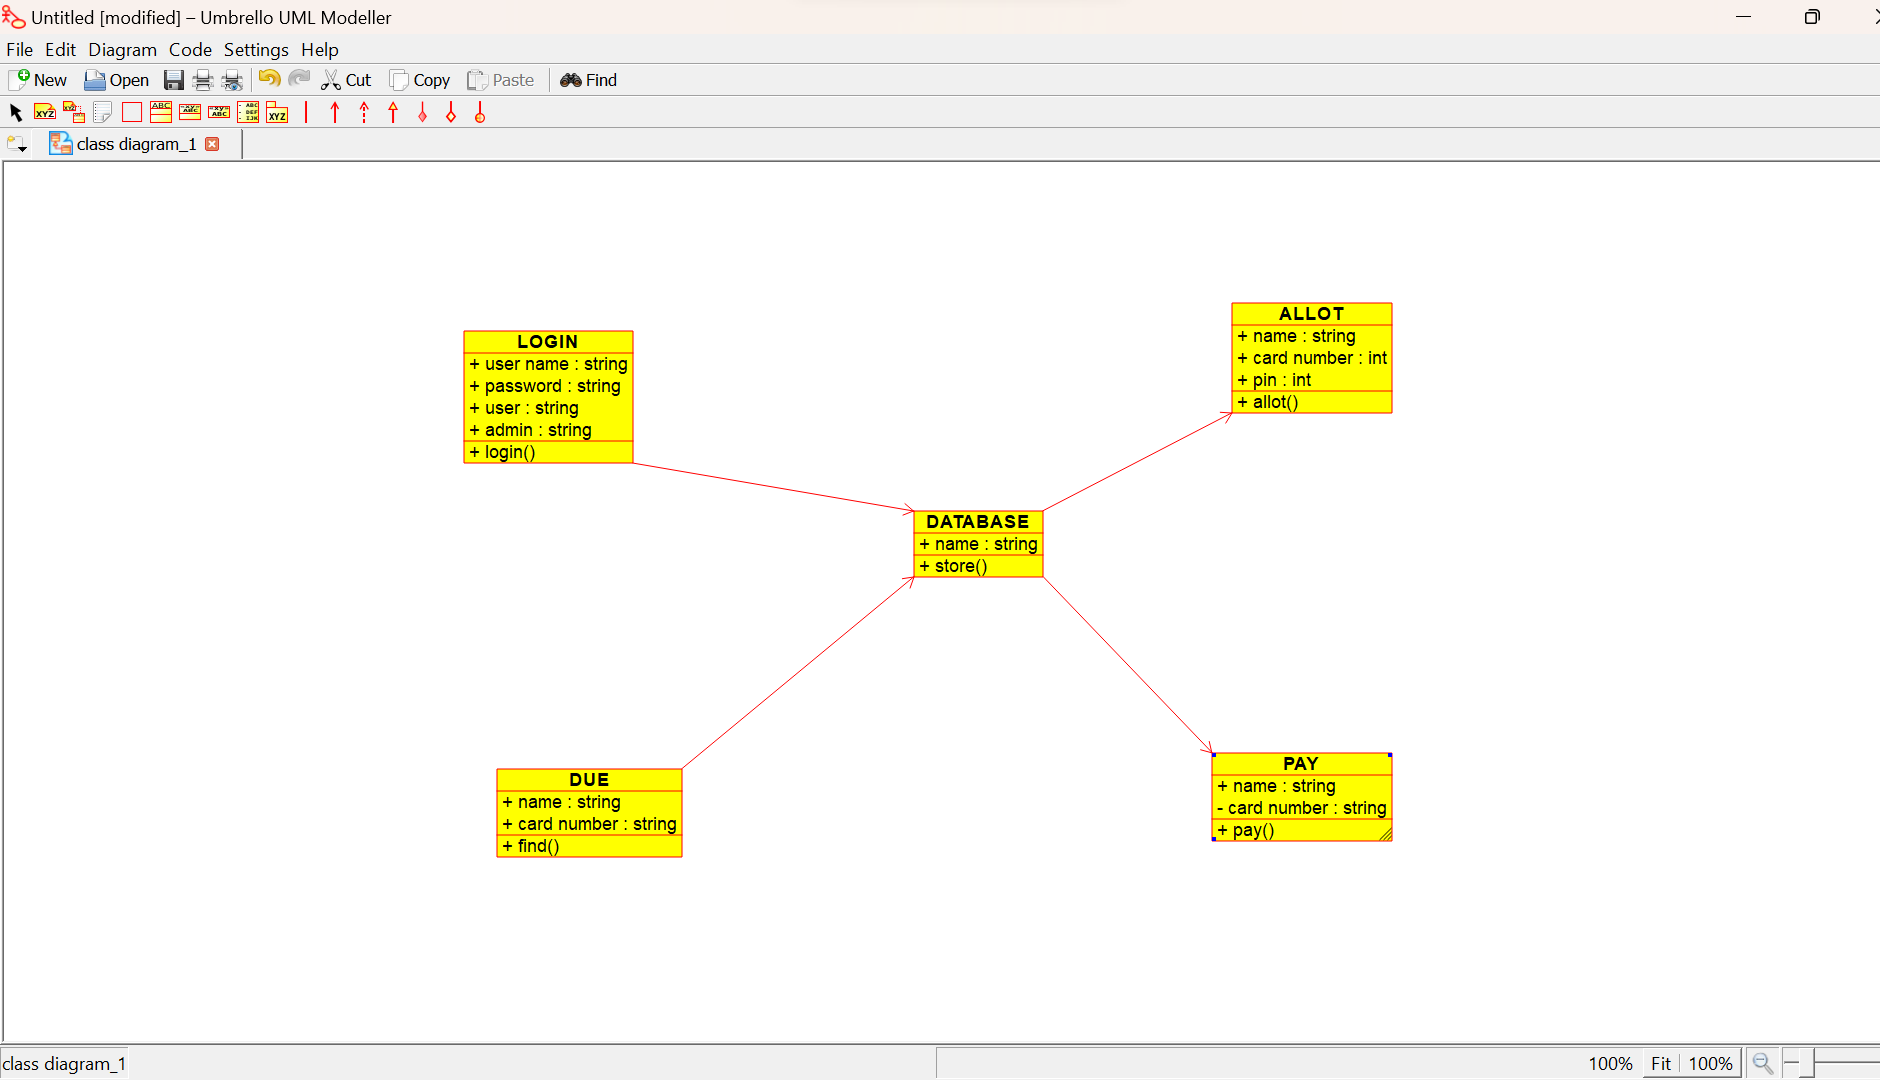 Untitled [modified] – Umbrello UML Modeller
File Edit Diagram Code Settings Help
New Open Cut Copy Paste Find
class diagram_1
LOGIN
+ user name : string
+ password : string
+ user : string
+ admin : string
+ login()
ALLOT
+ name : string
+ card number : int
+ pin : int
+ allot()
DATABASE
+ name : string
+ store()
DUE
+ name : string
+ card number : string
+ find()
PAY
+ name : string
- card number : string
+ pay()
class diagram_1
100% Fit 100%